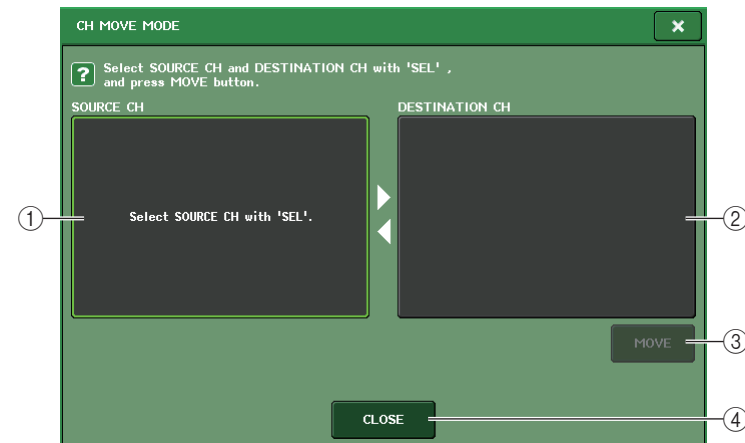 CH MOVE MODE
×
? Select SOURCE CH and DESTINATION CH with 'SEL' ,
and press MOVE button.
SOURCE CH
DESTINATION CH
① Select SOURCE CH with 'SEL'.
②
MOVE ③
CLOSE ④